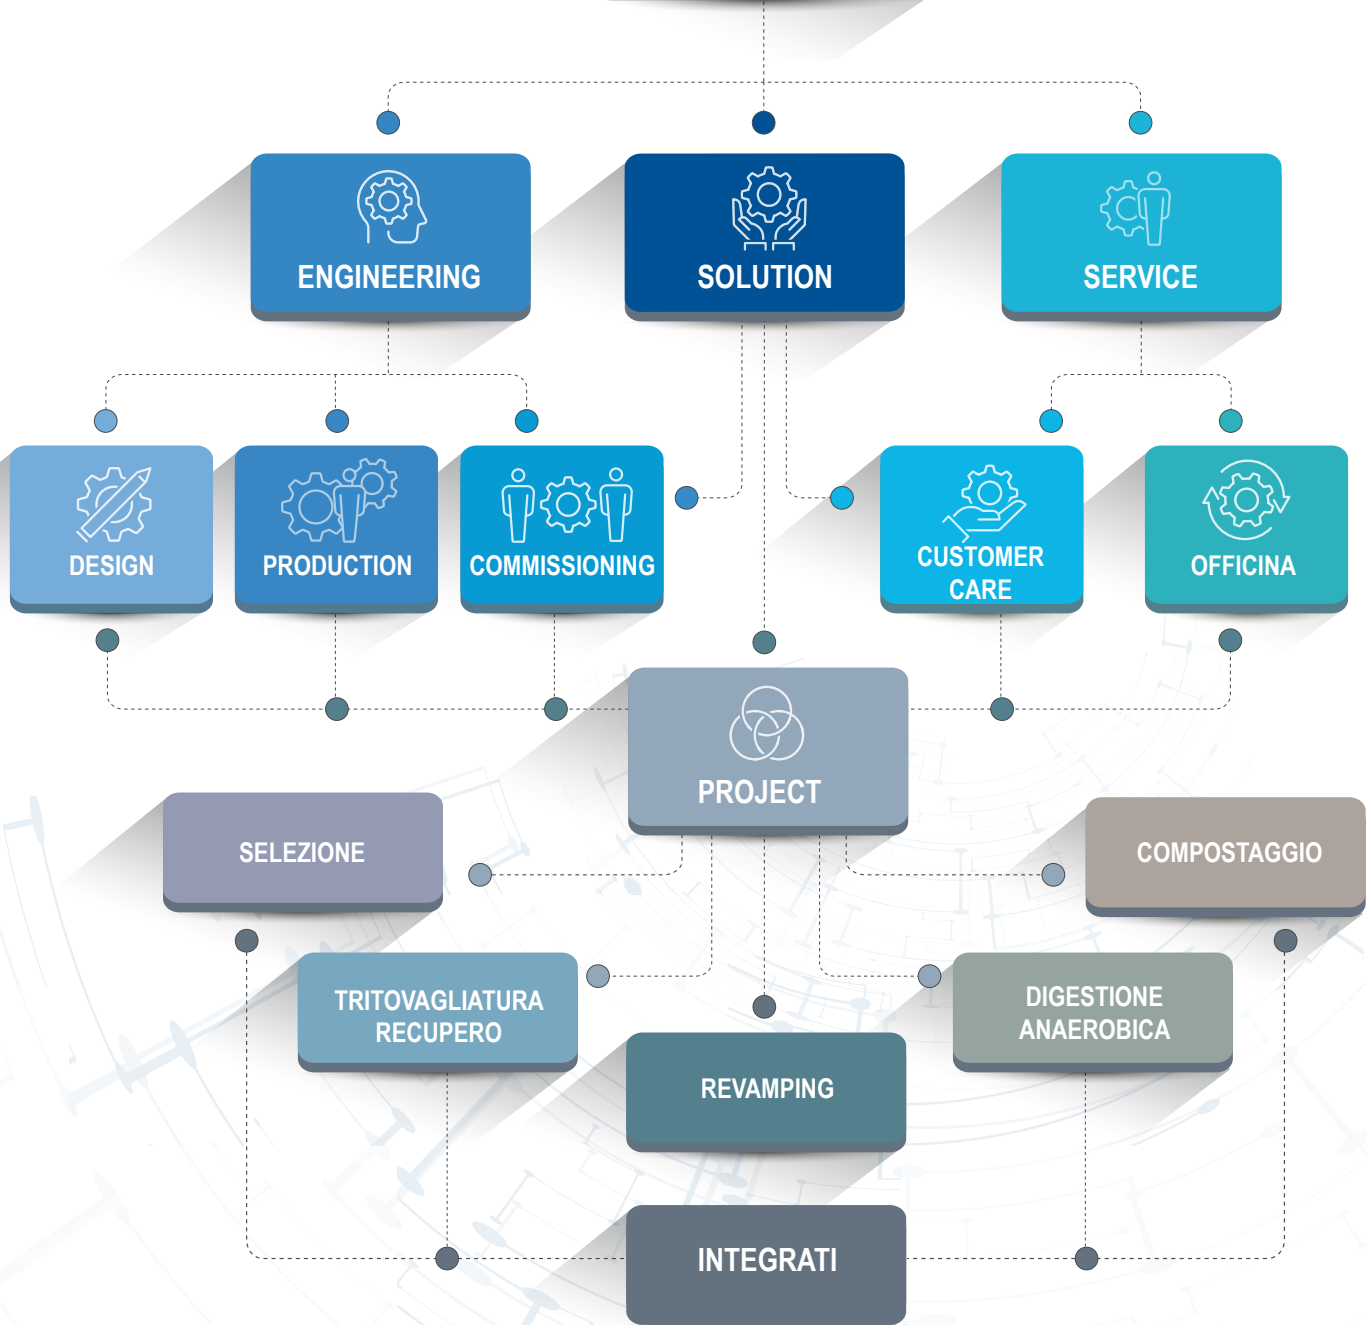 ENGINEERING
SOLUTION
SERVICE
DESIGN
PRODUCTION
COMMISSIONING
CUSTOMER
CARE
OFFICINA
PROJECT
SELEZIONE
COMPOSTAGGIO
TRITOVAGLIATURA
RECUPERO
DIGESTIONE
ANAEROBICA
REVAMPING
INTEGRATI